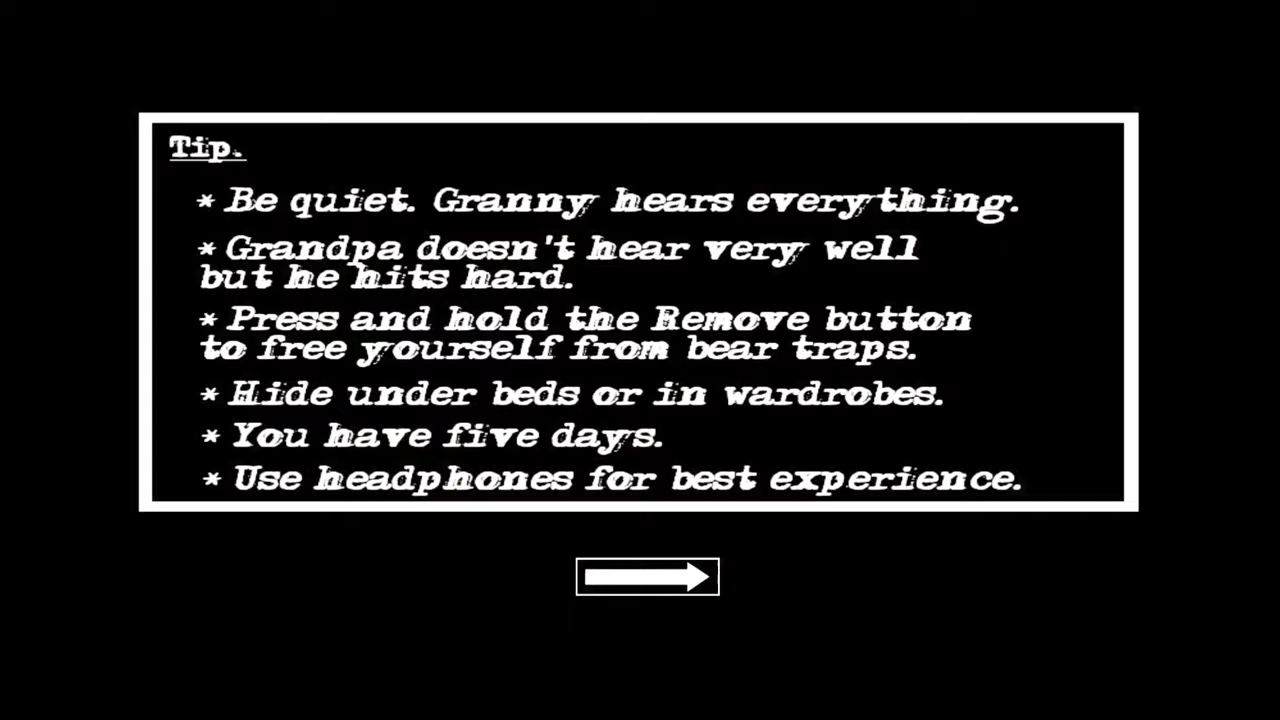 Tip.
* Be quiet. Granny hears everything.
* Grandpa doesn't hear very well
but he hits hard.
* Press and hold the Remove button
to free yourself from bear traps.
* Hide under beds or in wardrobes.
* You have five days.
* Use headphones for best experience.